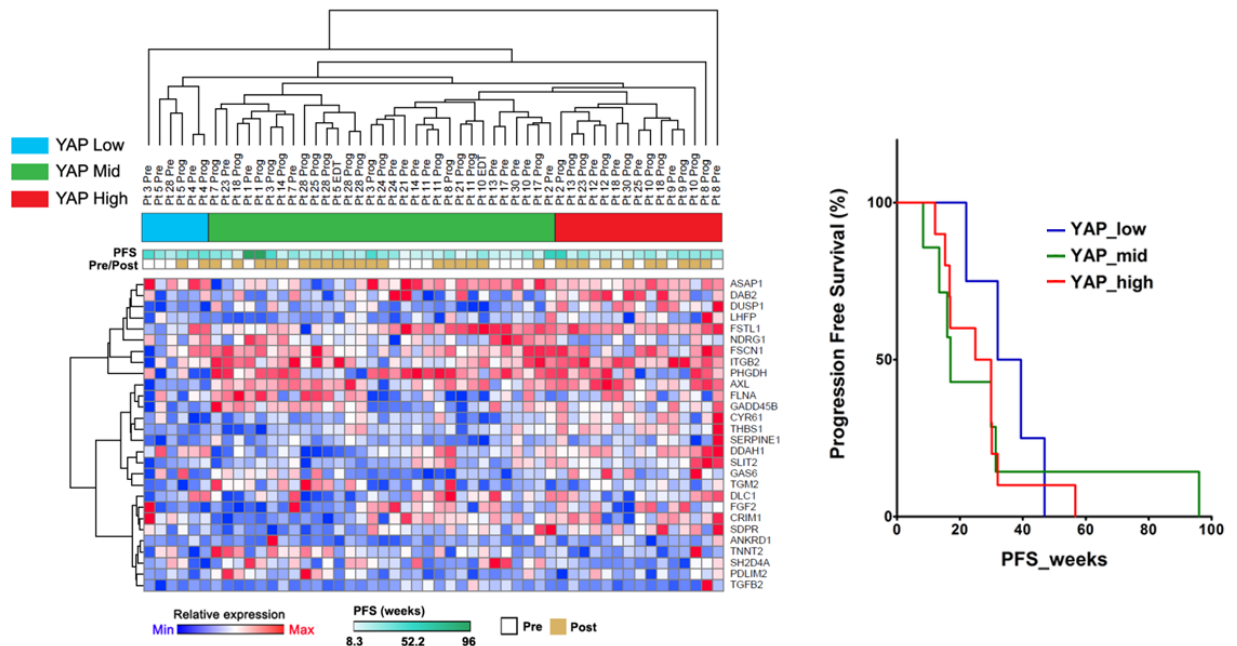 YAP Low
YAP Mid
YAP High
Pt 3 Pre
Pt 5 Pre
Pt 28 Pre
Pt 5 Prog
Pt 4 Pre
Pt 4 Prog
Pt 7 Prog
Pt 23 Pre
Pt 18 Prog
Pt 1 Pre
Pt 1 Prog
Pt 3 Prog
Pt 14 Prog
Pt 7 Pre
Pt 28 Prog
Pt 25 Prog
Pt 28 Prog
Pt 5 EDT
Pt 28 Prog
Pt 28 Prog
Pt 3 Prog
Pt 24 Prog
Pt 24 Pre
Pt 21 Pre
Pt 14 Pre
Pt 11 Pre
Pt 11 Prog
Pt 8 Prog
Pt 21 Prog
Pt 11 Prog
Pt 10 EDT
Pt 13 Pre
Pt 17 Pre
Pt 30 Pre
Pt 10 Pre
Pt 17 Prog
Pt 22 Pre
Pt 2 Prog
Pt 13 Prog
Pt 23 Prog
Pt 12 Pre
Pt 12 Prog
Pt 18 Pre
Pt 30 Prog
Pt 25 Pre
Pt 10 Prog
Pt 18 Prog
Pt 9 Pre
Pt 9 Prog
Pt 10 Prog
Pt 8 Prog
Pt 8 Pre
PFS
Pre/Post
ASAP1
DAB2
DUSP1
LHFP
FSTL1
NDRG1
FSCN1
ITGB2
PHGDH
AXL
FLNA
GADD45B
CYR61
THBS1
SERPINE1
DDAH1
SLIT2
GAS6
TGM2
DLC1
FGF2
CRIM1
SDPR
ANKRD1
TNNT2
SH2D4A
PDLIM2
TGFB2
Relative expression
Min Max
PFS (weeks)
8.3 52.2 96
Pre Post
Progression Free Survival (%)
100
50
0
0 20 40 60 80 100
PFS_weeks
YAP_low
YAP_mid
YAP_high